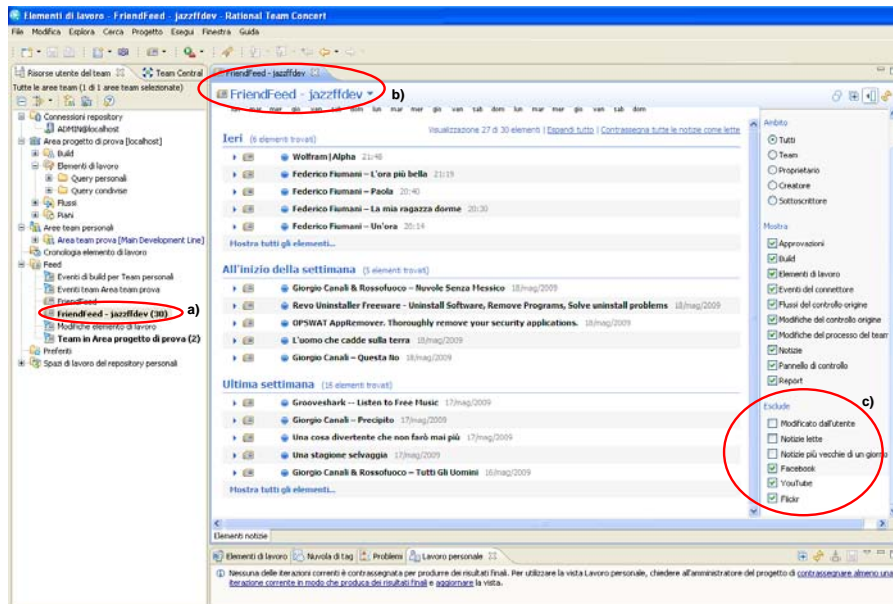 Elementi di lavoro - FriendFeed - jazzffdev - Rational Team Concert
File Modifica Esplora Cerca Progetto Esegui Finestra Guida
Risorse utente del team Team Central
Tutte le aree team (1 di 1 aree team selezionate)
Connessioni repository
ADMIN@localhost
Area progetto di prova [localhost]
Build
Elementi di lavoro
Query personali
Query condivise
Flussi
Piani
Aree team personali
Area team prova [Main Development Line]
Cronologia elemento di lavoro
Feed
Eventi di build per Team personali
Eventi team Area team prova
FriendFeed
FriendFeed - jazzffdev (30) a)
Modifiche elemento di lavoro
Team in Area progetto di prova (2)
Preferiti
Spazi di lavoro del repository personali
FriendFeed - jazzffdev
FriendFeed - jazzffdev b)
lun mar mer gio ven sab dom lun mar mer gio ven sab dom
Visualizzazione 27 di 30 elementi | Espandi tutto | Contrassegna tutte le notizie come lette
Ieri (6 elementi trovati)
Wolfram|Alpha 21:48
Federico Fiumani – L'ora più bella 21:19
Federico Fiumani – Paola 20:40
Federico Fiumani – La mia ragazza dorme 20:30
Federico Fiumani – Un'ora 20:14
Mostra tutti gli elementi...
All'inizio della settimana (5 elementi trovati)
Giorgio Canali & Rossofuoco – Nuvole Senza Messico 18/mag/2009
Revo Uninstaller Freeware - Uninstall Software, Remove Programs, Solve uninstall problems 18/mag/2009
OPSWAT AppRemover. Thoroughly remove your security applications. 18/mag/2009
L'uomo che cadde sulla terra 18/mag/2009
Giorgio Canali – Questa No 18/mag/2009
Ultima settimana (16 elementi trovati)
Grooveshark -- Listen to Free Music 17/mag/2009
Giorgio Canali – Precipito 17/mag/2009
Una cosa divertente che non farò mai più 17/mag/2009
Una stagione selvaggia 17/mag/2009
Giorgio Canali & Rossofuoco – Tutti Gli Uomini 16/mag/2009
Mostra tutti gli elementi...
Elementi notizie
Ambito
Tutti
Team
Proprietario
Creatore
Sottoscrittore
Mostra
Approvazioni
Build
Elementi di lavoro
Eventi del connettore
Flussi del controllo origine
Modifiche del controllo origine
Modifiche del processo del team
Notizie
Pannello di controllo
Report
Esclude c)
Modificato dall'utente
Notizie lette
Notizie più vecchie di un giorno
Facebook
YouTube
Flickr
Elementi di lavoro Nuvola di tag Problemi Lavoro personale
Nessuna delle iterazioni correnti è contrassegnata per produrre dei risultati finali. Per utilizzare la vista Lavoro personale, chiedere all'amministratore del progetto di contrassegnare almeno una
iterazione corrente in modo che produca dei risultati finali e aggiornare la vista.